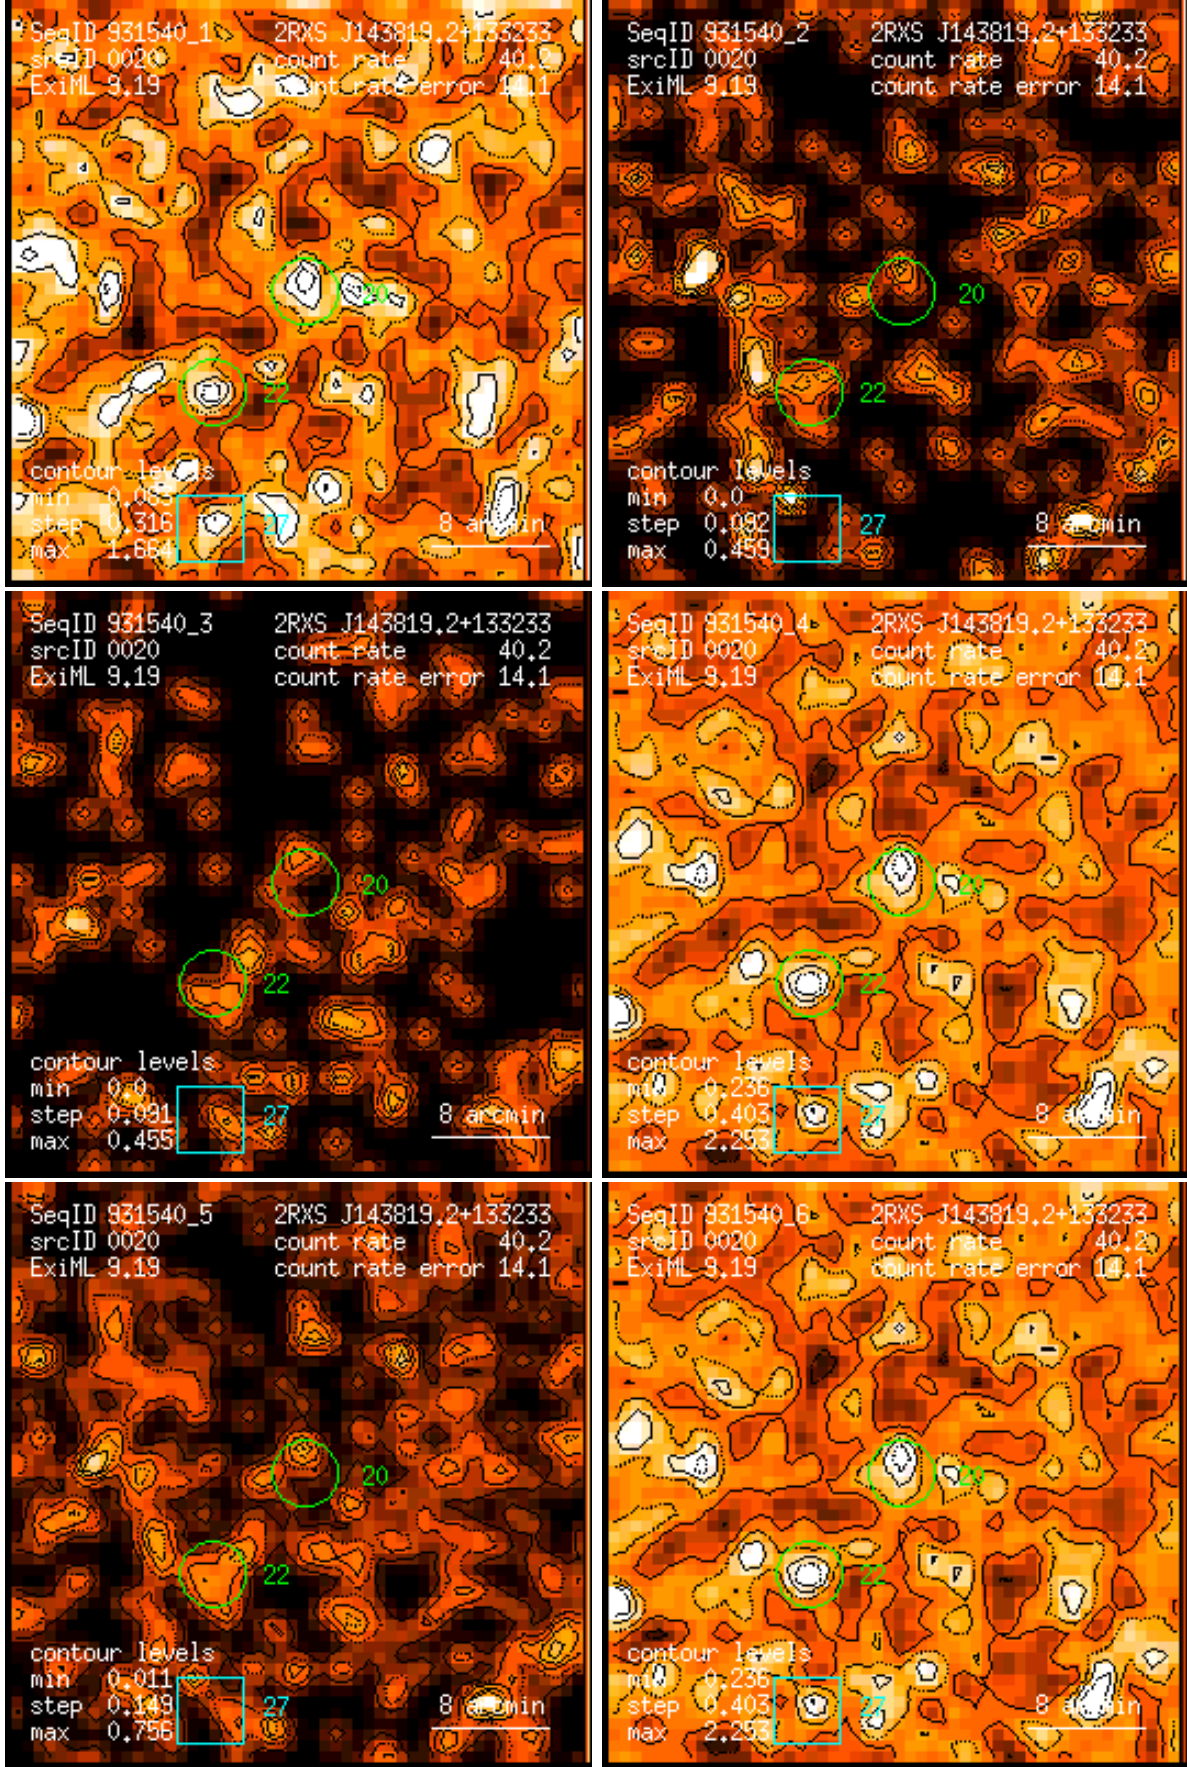 SeqID 931540_1 2RXS J143819.2+133233
srcID 0020 count rate 40.2
ExiML 9.19 count rate error 14.1
20
22
contour levels
min 0.083
step 0.316
max 1.664
27
8 arcmin
SeqID 931540_2 2RXS J143819.2+133233
srcID 0020 count rate 40.2
ExiML 9.19 count rate error 14.1
20
22
contour levels
min 0.0
step 0.092
max 0.459
27
8 arcmin
SeqID 931540_3 2RXS J143819.2+133233
srcID 0020 count rate 40.2
ExiML 9.19 count rate error 14.1
20
22
contour levels
min 0.0
step 0.091
max 0.455
27
8 arcmin
SeqID 931540_4 2RXS J143819.2+133233
srcID 0020 count rate 40.2
ExiML 9.19 count rate error 14.1
20
22
contour levels
min 0.236
step 0.403
max 2.253
27
8 arcmin
SeqID 931540_5 2RXS J143819.2+133233
srcID 0020 count rate 40.2
ExiML 9.19 count rate error 14.1
20
22
contour levels
min 0.011
step 0.149
max 0.756
27
8 arcmin
SeqID 931540_6 2RXS J143819.2+133233
srcID 0020 count rate 40.2
ExiML 9.19 count rate error 14.1
20
22
contour levels
min 0.236
step 0.403
max 2.253
27
8 arcmin